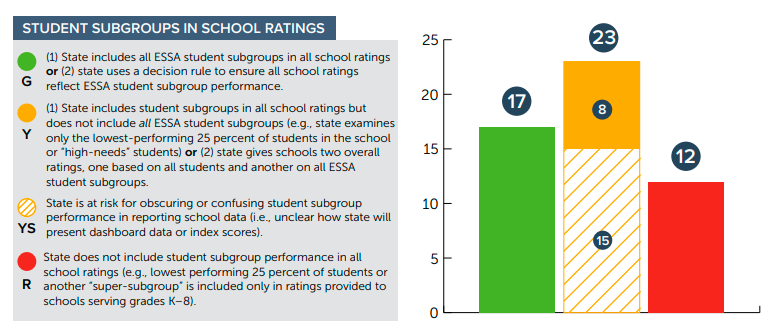 STUDENT SUBGROUPS IN SCHOOL RATINGS
G
(1) State includes all ESSA student subgroups in all school ratings
or (2) state uses a decision rule to ensure all school ratings
reflect ESSA student subgroup performance.
Y
(1) State includes student subgroups in all school ratings but
does not include all ESSA student subgroups (e.g., state examines
only the lowest-performing 25 percent of students in the school
or “high-needs” students) or (2) state gives schools two overall
ratings, one based on all students and another on all ESSA
student subgroups.
YS
State is at risk for obscuring or confusing student subgroup
performance in reporting school data (i.e., unclear how state will
present dashboard data or index scores).
R
State does not include student subgroup performance in all
school ratings (e.g., lowest performing 25 percent of students or
another “super-subgroup” is included only in ratings provided to
schools serving grades K–8).
25
20
15
10
5
0
17
23
8
15
12